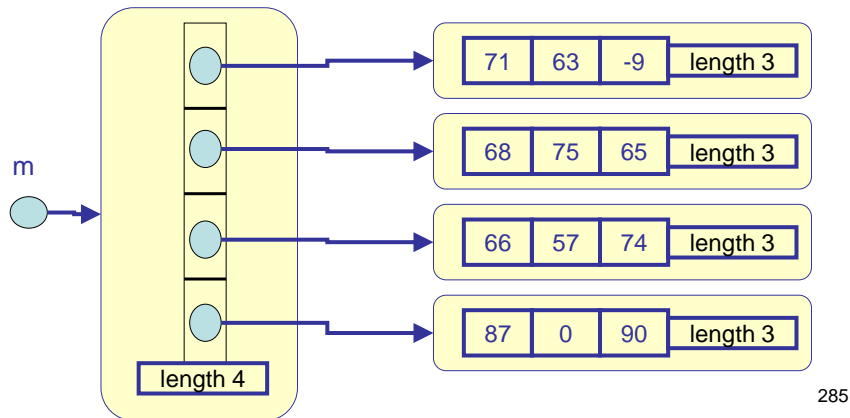 71 63 -9 length 3
68 75 65 length 3
m
66 57 74 length 3
87 0 90 length 3
length 4
285